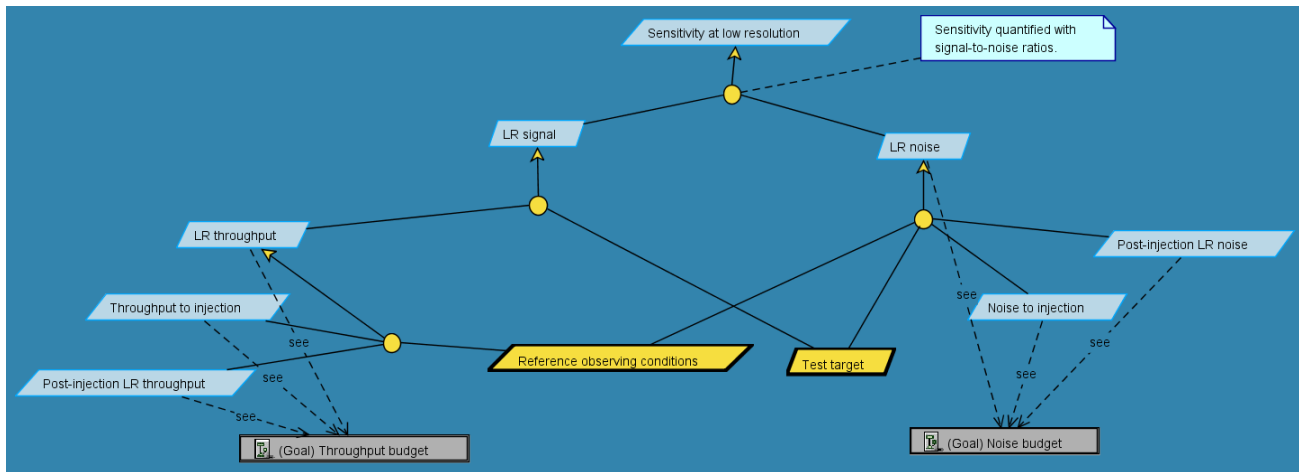 Sensitivity at low resolution
Sensitivity quantified with
signal-to-noise ratios.
LR signal
LR noise
LR throughput
Post-injection LR noise
Throughput to injection
see
Noise to injection
see
Reference observing conditions
Test target
Post-injection LR throughput
see
see
see
see
(Goal) Throughput budget
(Goal) Noise budget